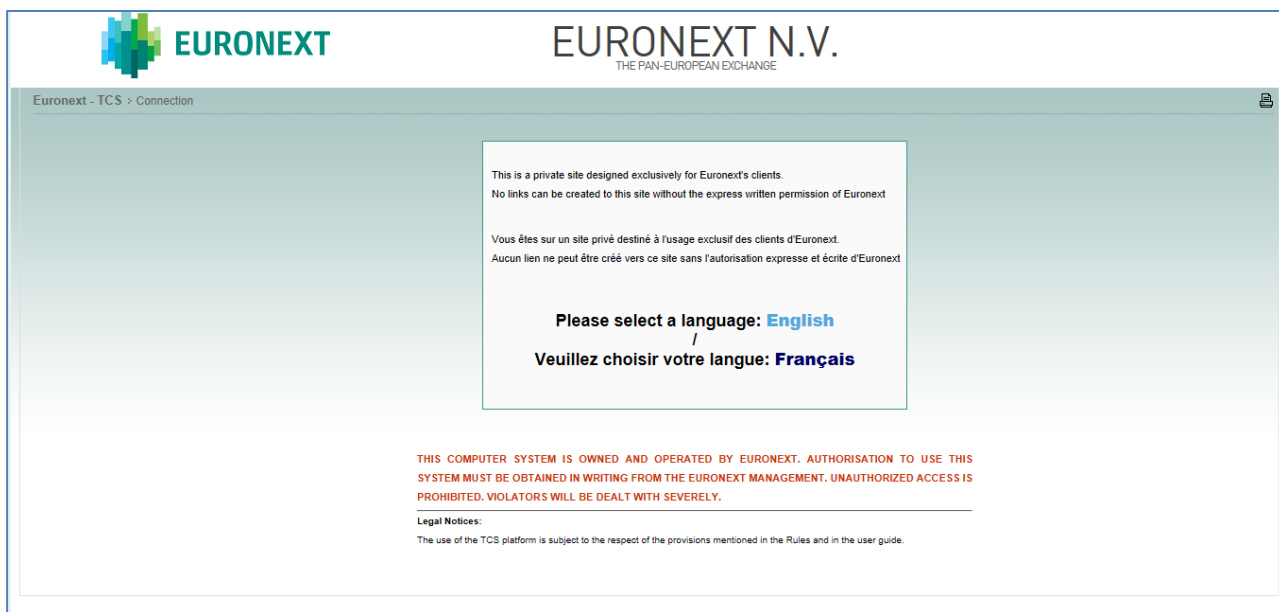 EURONEXT
EURONEXT N.V.
THE PAN-EUROPEAN EXCHANGE
Euronext - TCS > Connection
This is a private site designed exclusively for Euronext's clients.
No links can be created to this site without the express written permission of Euronext
Vous êtes sur un site privé destiné à l'usage exclusif des clients d'Euronext.
Aucun lien ne peut être créé vers ce site sans l'autorisation expresse et écrite d'Euronext
Please select a language: English
/
Veuillez choisir votre langue: Français
THIS COMPUTER SYSTEM IS OWNED AND OPERATED BY EURONEXT. AUTHORISATION TO USE THIS
SYSTEM MUST BE OBTAINED IN WRITING FROM THE EURONEXT MANAGEMENT. UNAUTHORIZED ACCESS IS
PROHIBITED. VIOLATORS WILL BE DEALT WITH SEVERELY.
Legal Notices:
The use of the TCS platform is subject to the respect of the provisions mentioned in the Rules and in the user guide.